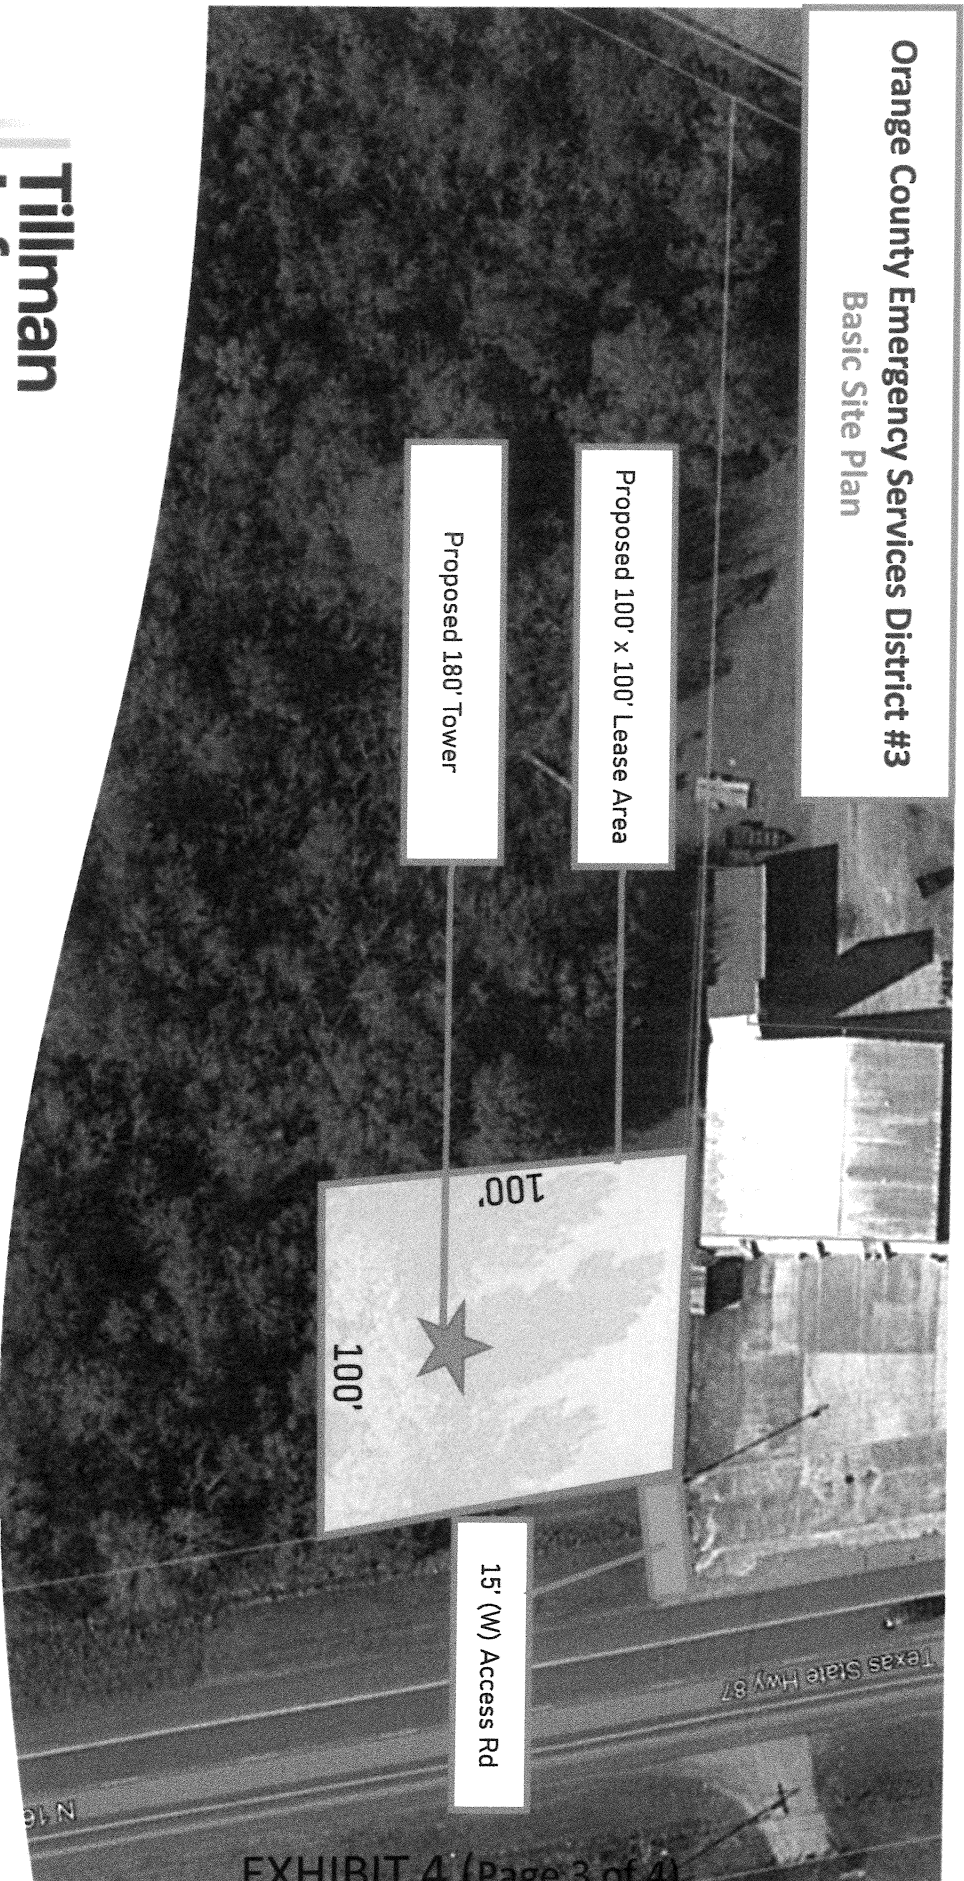 Orange County Emergency Services District #3
Basic Site Plan
Proposed 100' x 100' Lease Area
Proposed 180' Tower
100'
100'
15' (W) Access Rd
Texas State Hwy 87
Tillman
EXHIBIT 4 (Page 3 of 4)